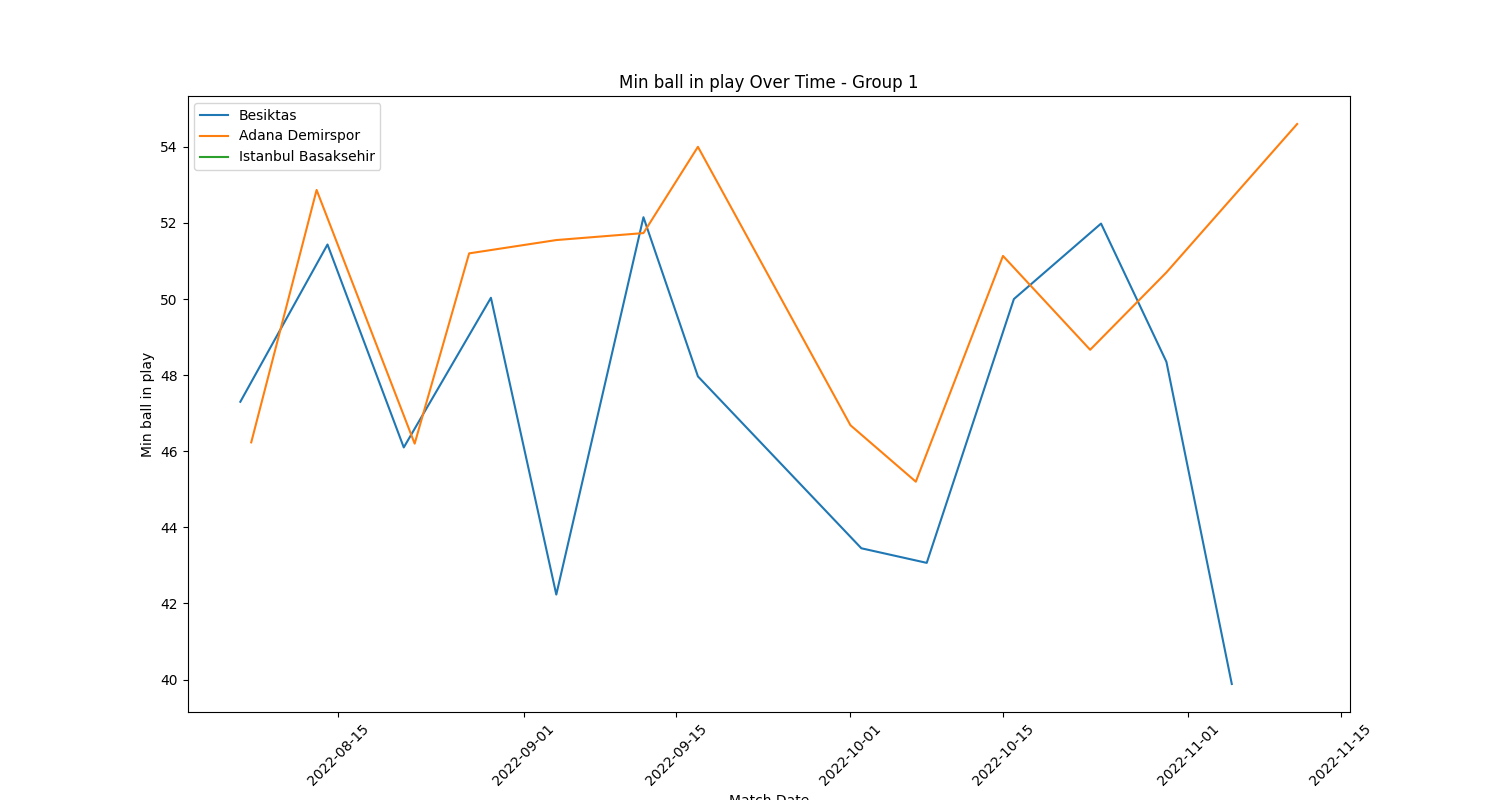 Min ball in play Over Time - Group 1
Besiktas
Adana Demirspor
Istanbul Basaksehir
54
52
50
48
46
44
42
40
Min ball in play
2022-08-15
2022-09-01
2022-09-15
2022-10-01
2022-10-15
2022-11-01
2022-11-15
Match Date